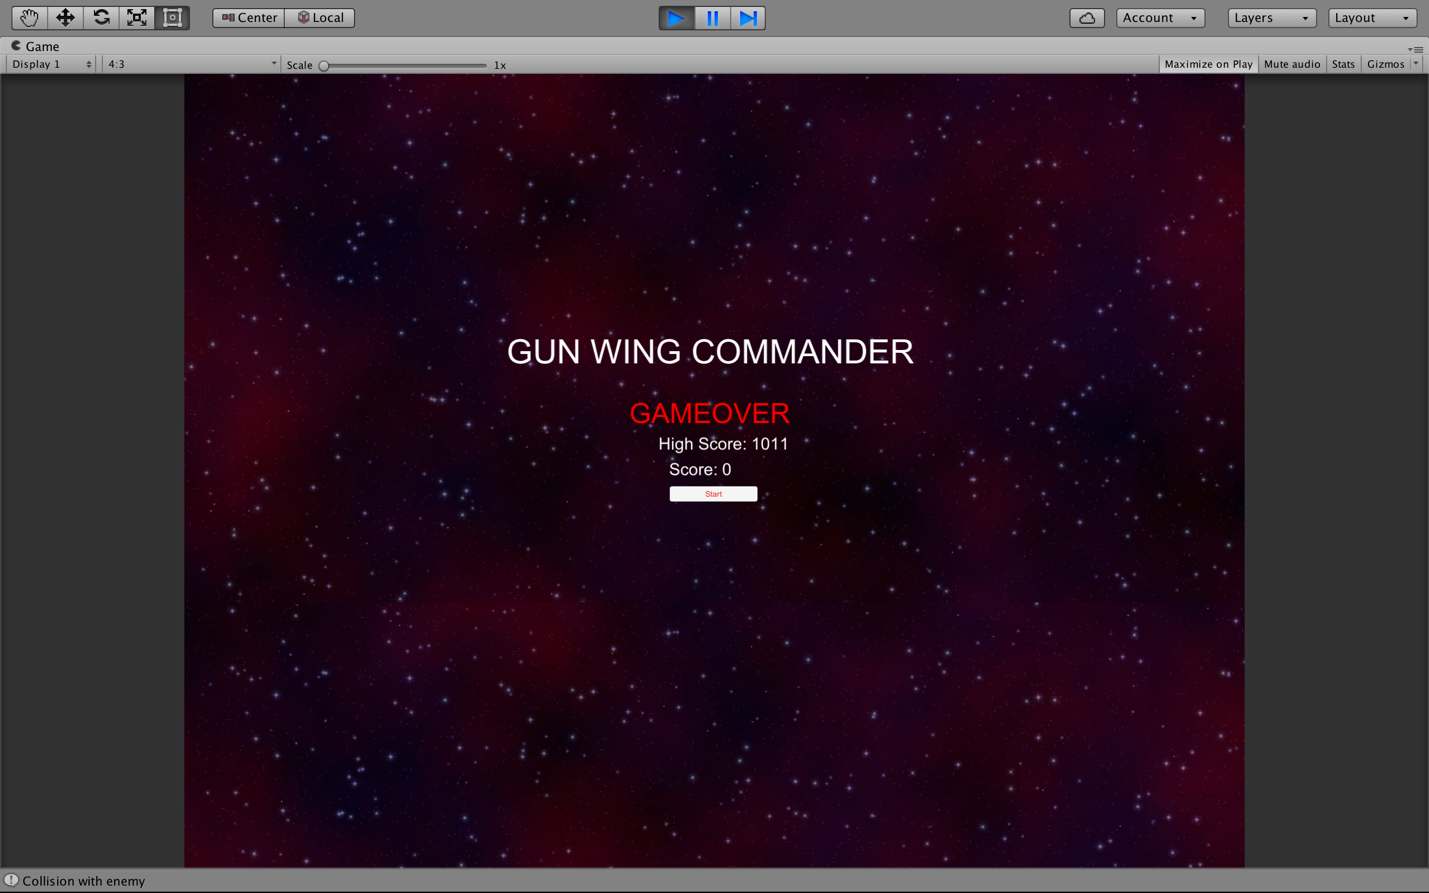 Center Local Account Layers Layout
Game
Display 1 4:3 Scale 1x Maximize on Play Mute audio Stats Gizmos
GUN WING COMMANDER
GAMEOVER
High Score: 1011
Score: 0
Start
Collision with enemy